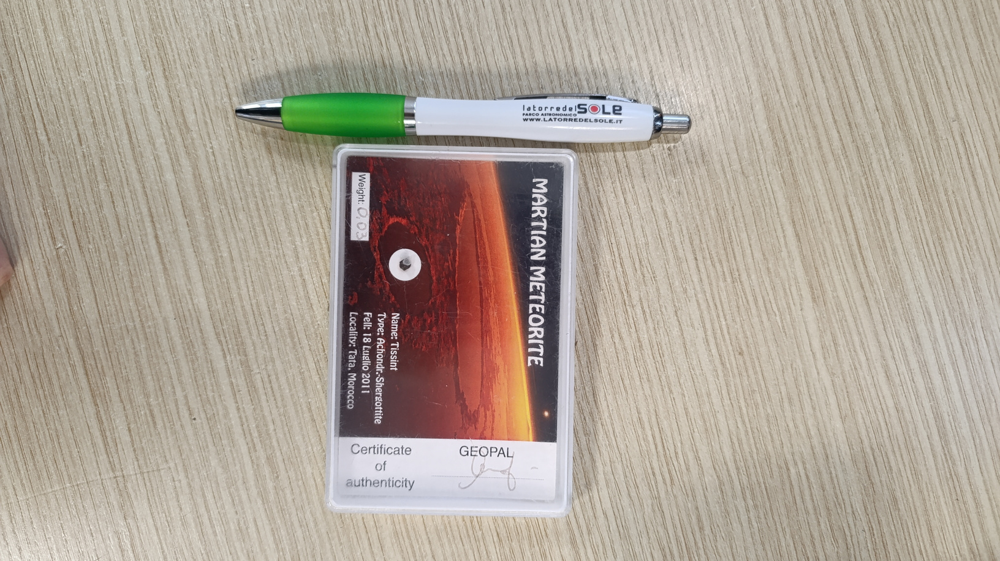 latorredelSOLE
PARCO ASTRONOMICO
WWW.LATORREDELSOLE.IT
MARTIAN METEORITE
Weight: 0,03
Name: Tissint
Type: Achondr.-Shergottite
Fell: 18 Luglio 2011
Locality: Tata, Morocco
Certificate
of
authenticity
GEOPAL